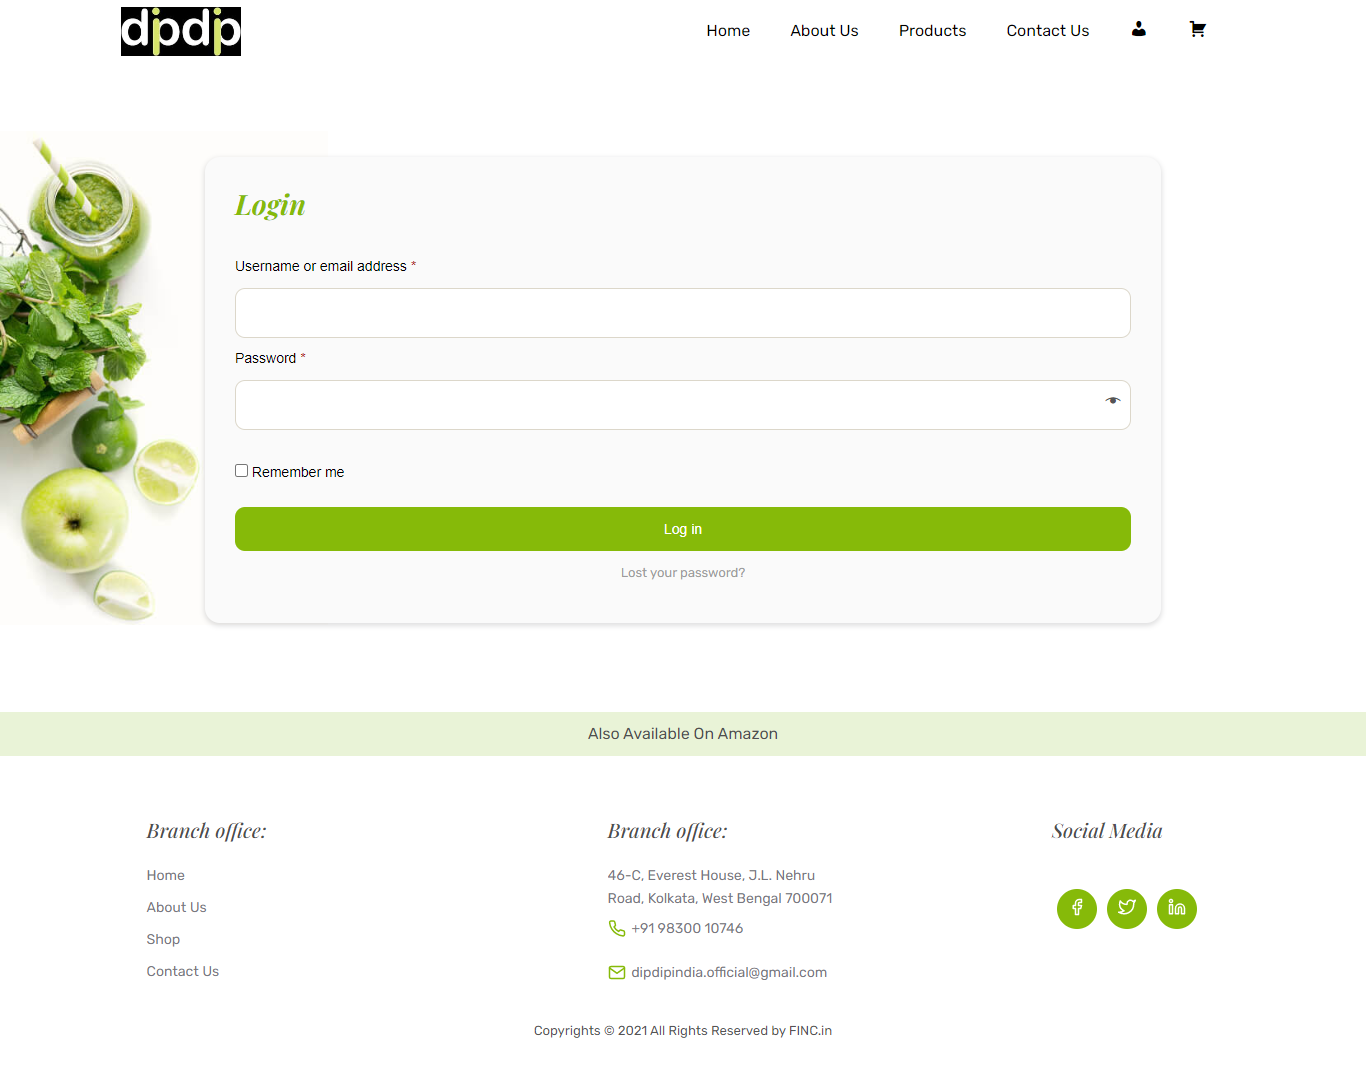 dipdip
Home About Us Products Contact Us
Login
Username or email address *
Password *
Remember me
Log in
Lost your password?
Also Available On Amazon
Branch office:
Home
About Us
Shop
Contact Us
Branch office:
46-C, Everest House, J.L. Nehru
Road, Kolkata, West Bengal 700071
+91 98300 10746
dipdipindia.official@gmail.com
Social Media
Copyrights © 2021 All Rights Reserved by FINC.in